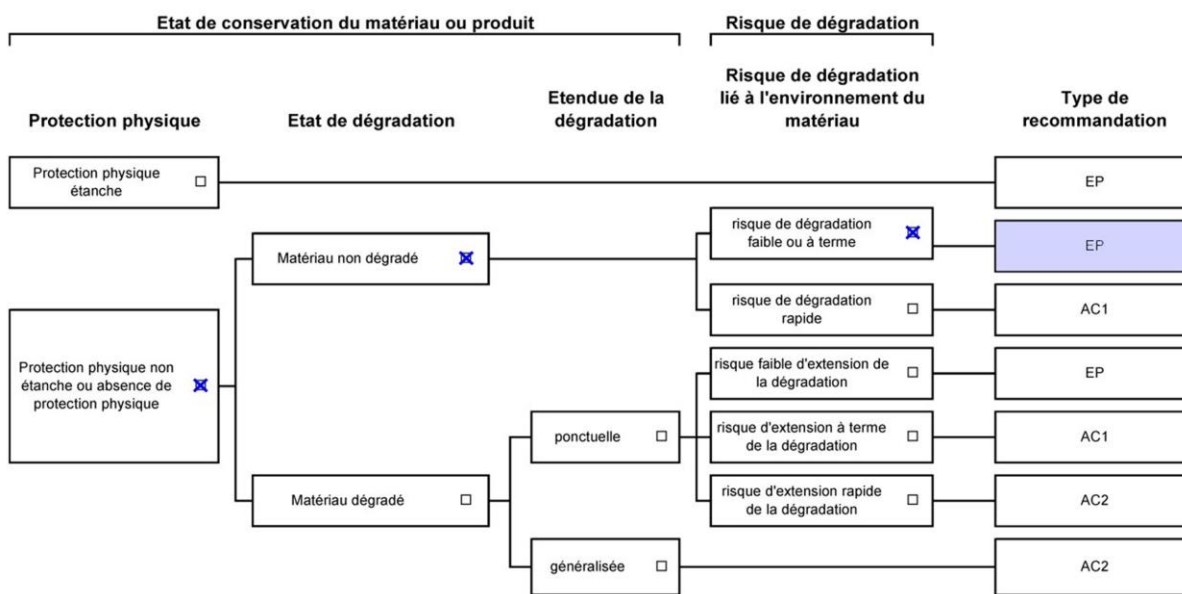 Etat de conservation du matériau ou produit
Risque de dégradation
Protection physique
Etat de dégradation
Etendue de la
dégradation
Risque de dégradation
lié à l'environnement du
matériau
Type de
recommandation
Protection physique
étanche
EP
risque de dégradation
faible ou à terme
EP
Matériau non dégradé
risque de dégradation
rapide
AC1
Protection physique non
étanche ou absence de
protection physique
risque faible d'extension de
la dégradation
EP
ponctuelle
risque d'extension à terme
de la dégradation
AC1
Matériau dégradé
risque d'extension rapide
de la dégradation
AC2
généralisée
AC2